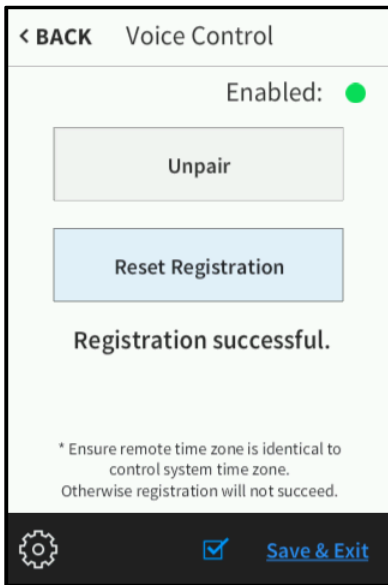 < BACK Voice Control
Enabled:
Unpair
Reset Registration
Registration successful.
* Ensure remote time zone is identical to
control system time zone.
Otherwise registration will not succeed.
Save & Exit